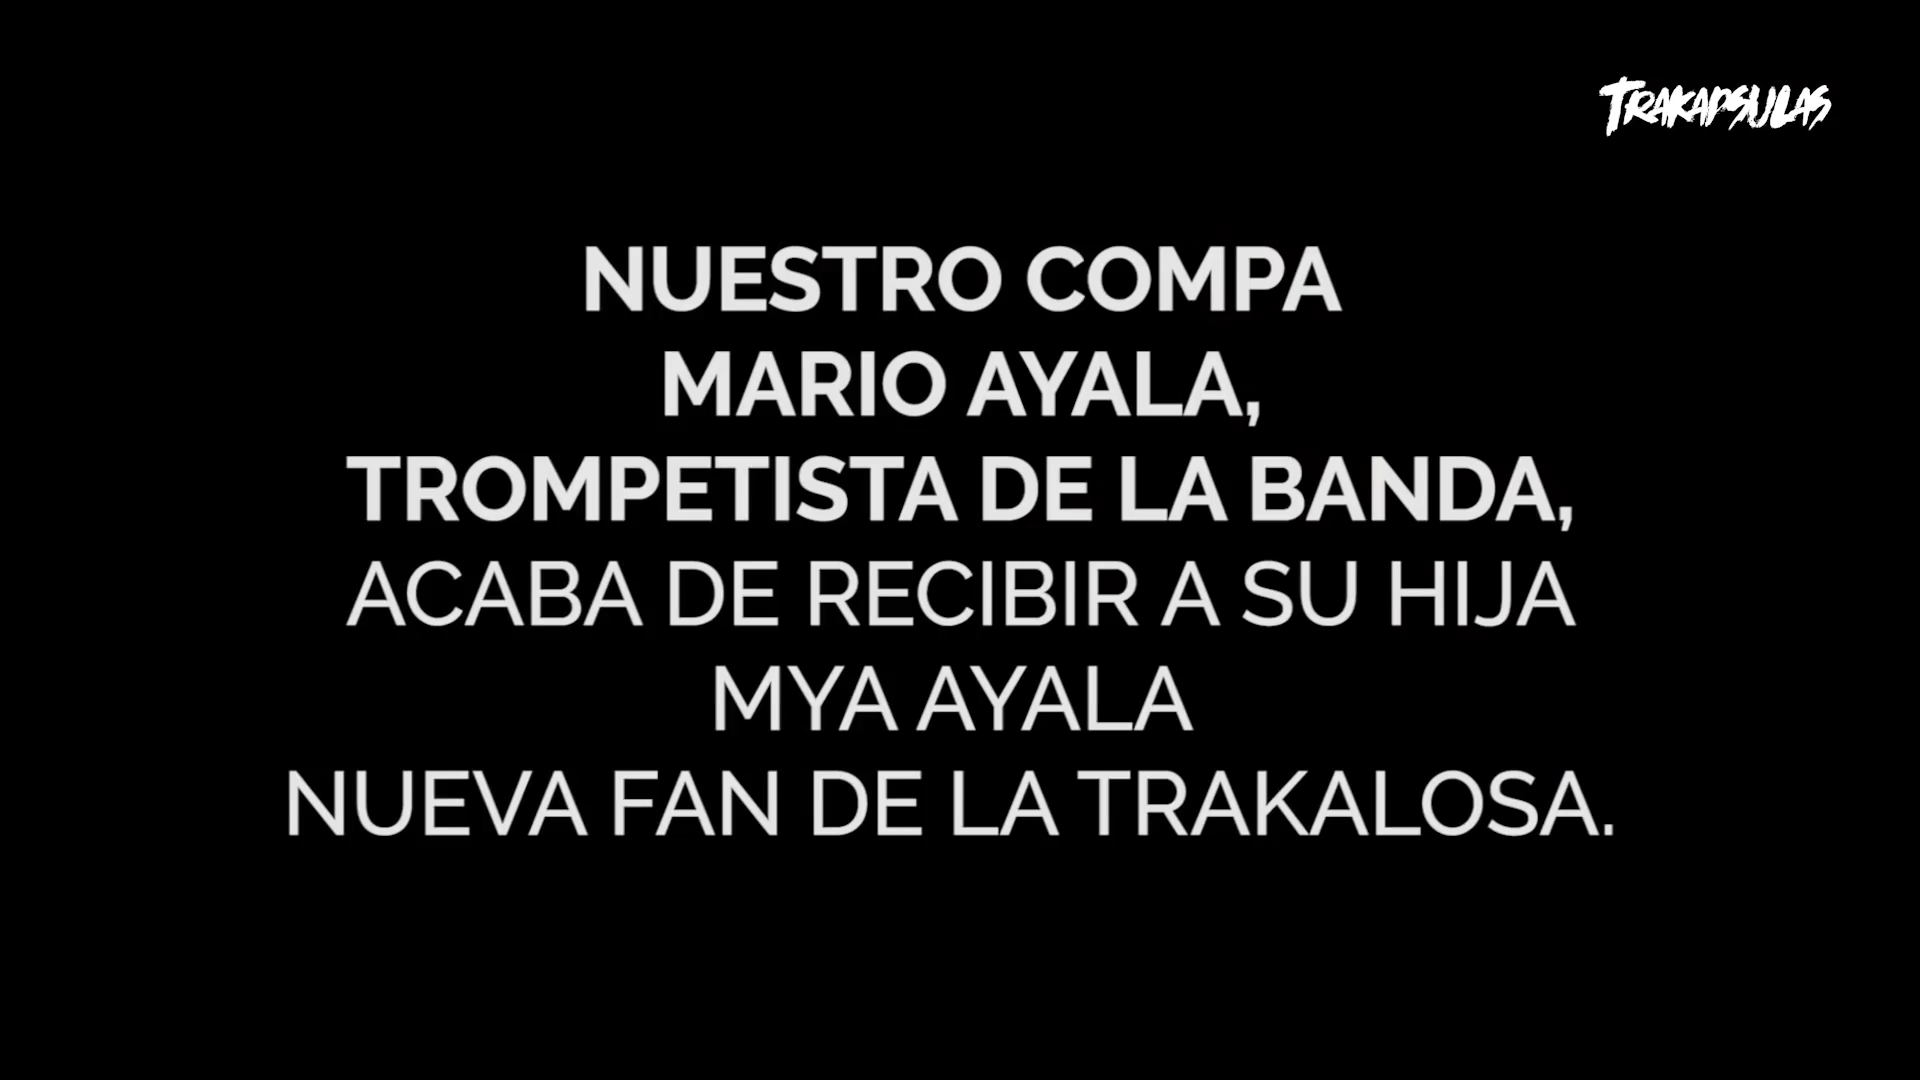 TRAKAPSULAS
NUESTRO COMPA
MARIO AYALA,
TROMPETISTA DE LA BANDA,
ACABA DE RECIBIR A SU HIJA
MYA AYALA
NUEVA FAN DE LA TRAKALOSA.